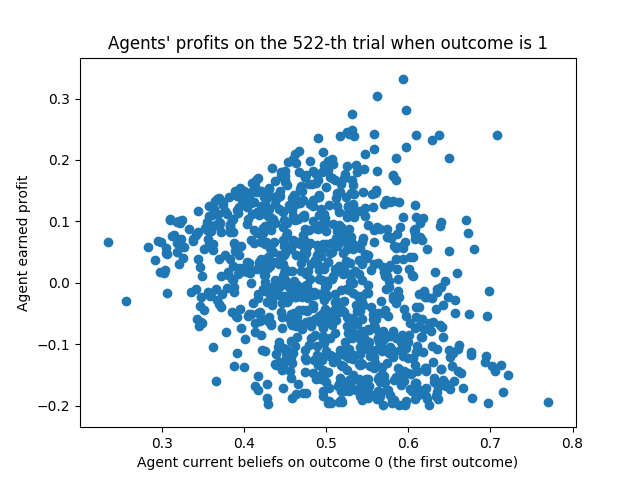 Agents' profits on the 522-th trial when outcome is 1
Agent earned profit
0.3
0.2
0.1
0.0
−0.1
−0.2
0.3 0.4 0.5 0.6 0.7 0.8
Agent current beliefs on outcome 0 (the first outcome)